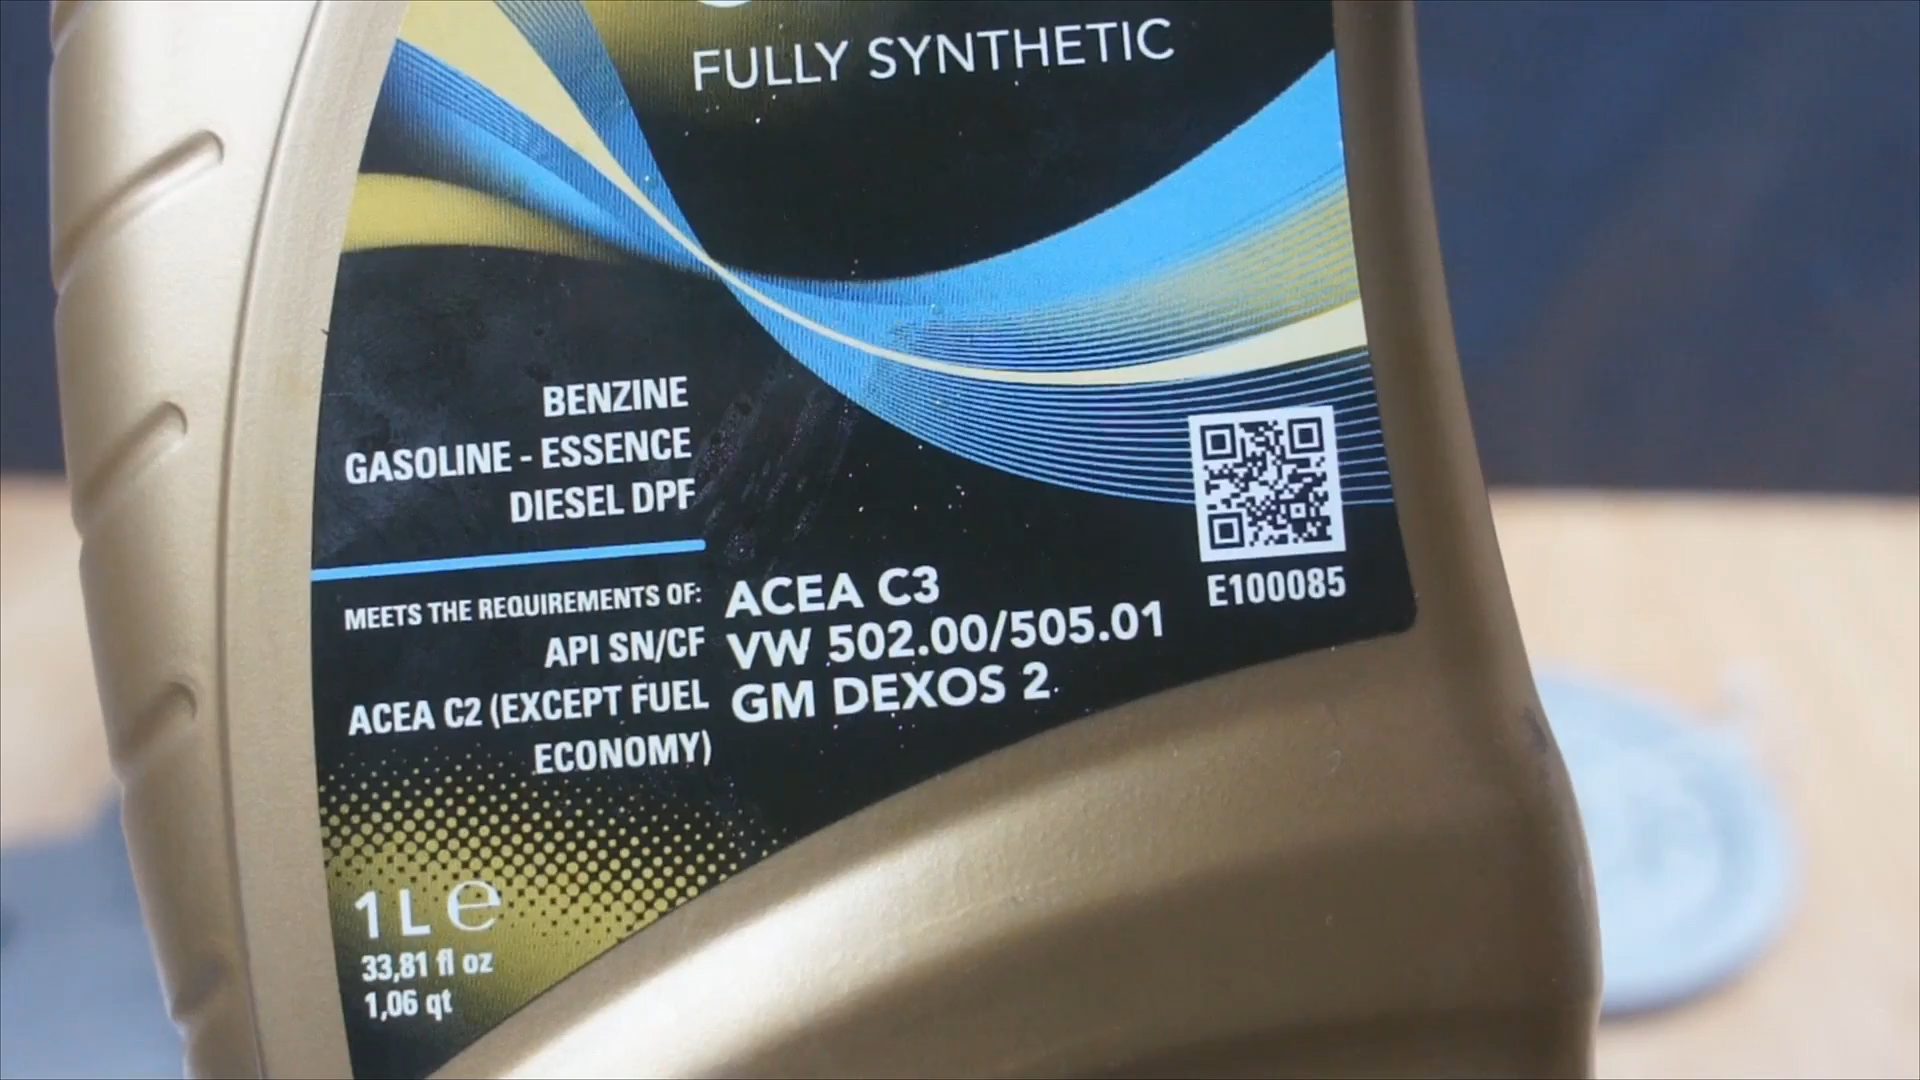 FULLY SYNTHETIC
BENZINE
GASOLINE - ESSENCE
DIESEL DPF
MEETS THE REQUIREMENTS OF:
API SN/CF
ACEA C2 (EXCEPT FUEL
ECONOMY)
ACEA C3
VW 502.00/505.01
GM DEXOS 2
E100085
1 L e
33,81 fl oz
1,06 qt